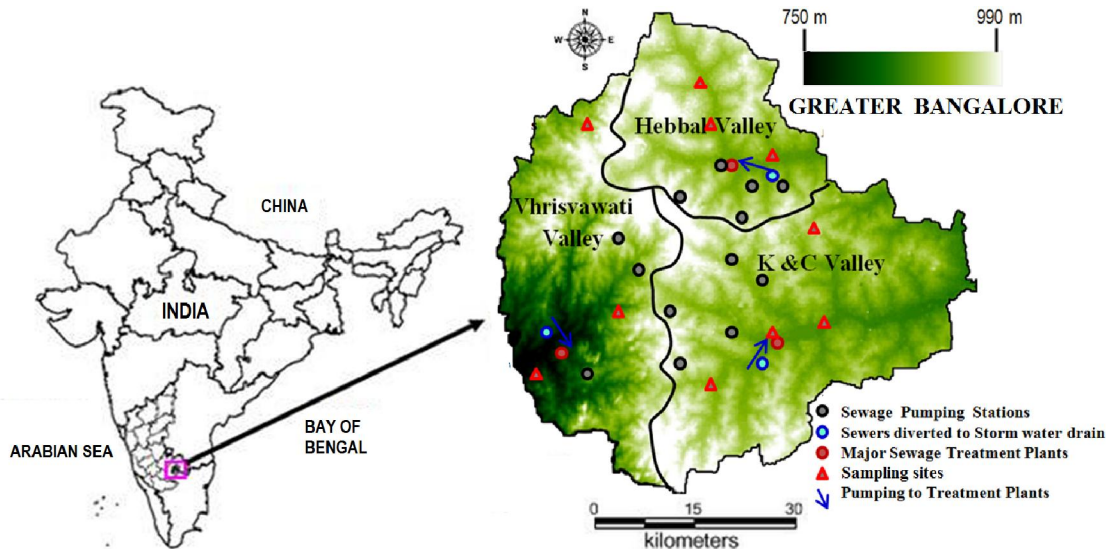 750 m
990 m
N
W
E
S
GREATER BANGALORE
Hebbal Valley
CHINA
Vhrisvawati
Valley
K &C Valley
INDIA
BAY OF
BENGAL
ARABIAN SEA
Sewage Pumping Stations
Sewers diverted to Storm water drain
Major Sewage Treatment Plants
Sampling sites
Pumping to Treatment Plants
0 15 30
kilometers